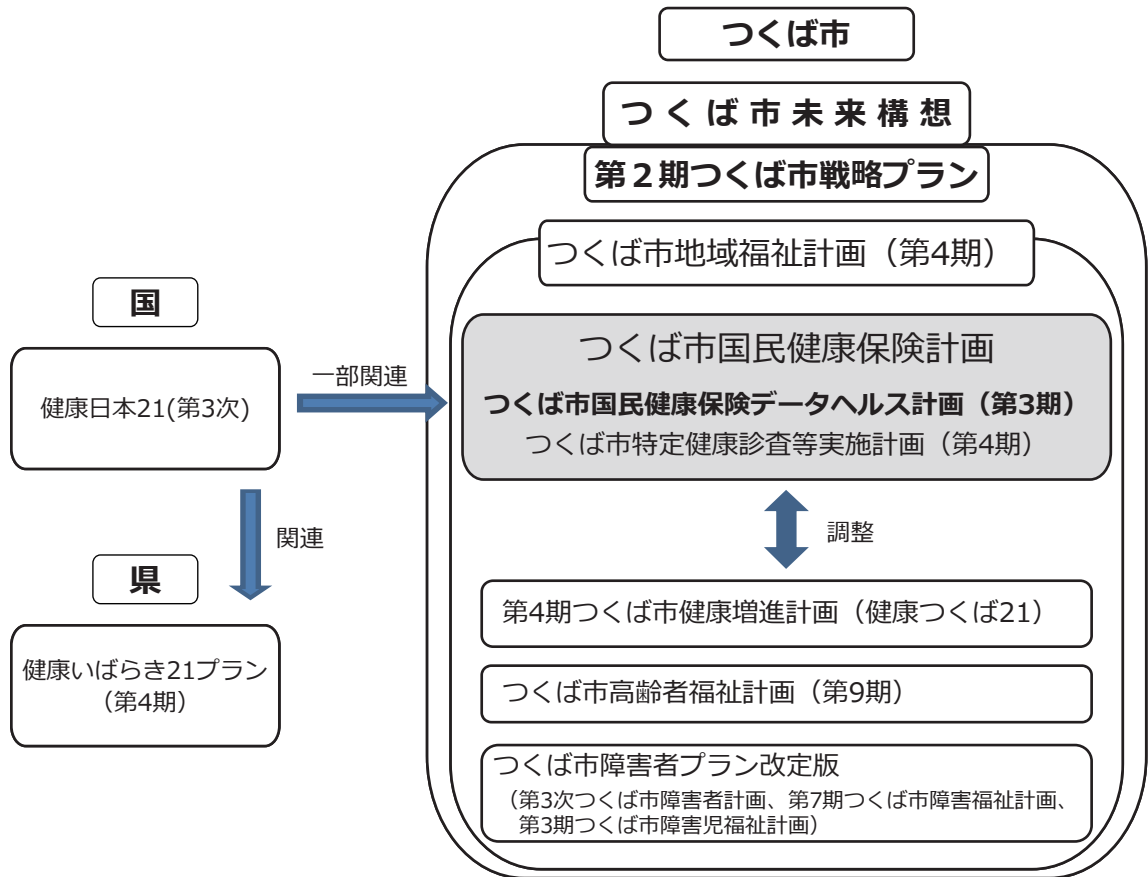 つくば市
つくば市未来構想
第2期つくば市戦略プラン
つくば市地域福祉計画（第4期）
国
健康日本21(第3次)
一部関連
つくば市国民健康保険計画
つくば市国民健康保険データヘルス計画（第3期）
つくば市特定健康診査等実施計画（第4期）
関連
調整
県
健康いばらき21プラン
（第4期）
第4期つくば市健康増進計画（健康つくば21）
つくば市高齢者福祉計画（第9期）
つくば市障害者プラン改定版
（第3次つくば市障害者計画、第7期つくば市障害福祉計画、
第3期つくば市障害児福祉計画）